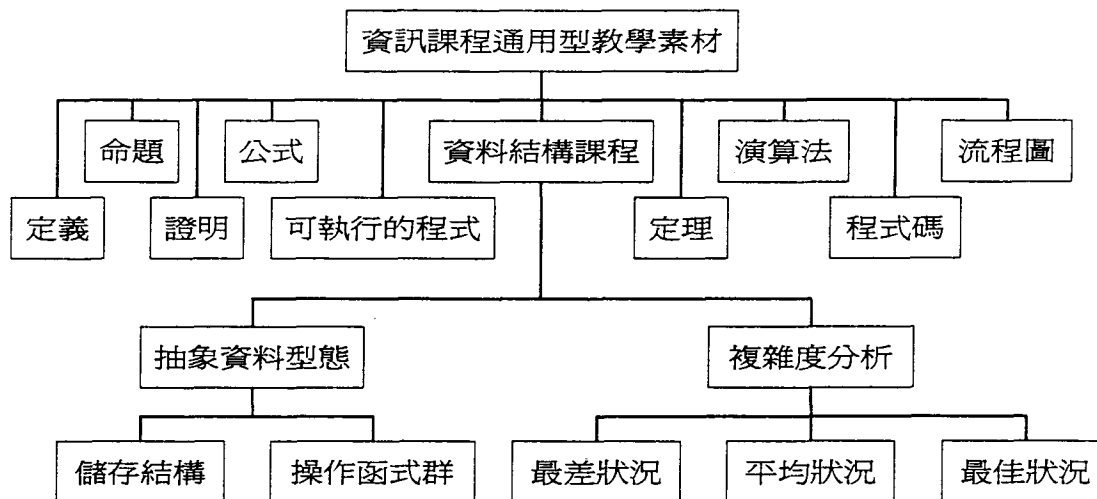 資訊課程通用型教學素材
命題
公式
資料結構課程
演算法
流程圖
定義
證明
可執行的程式
定理
程式碼
抽象資料型態
複雜度分析
儲存結構
操作函式群
最差狀況
平均狀況
最佳狀況